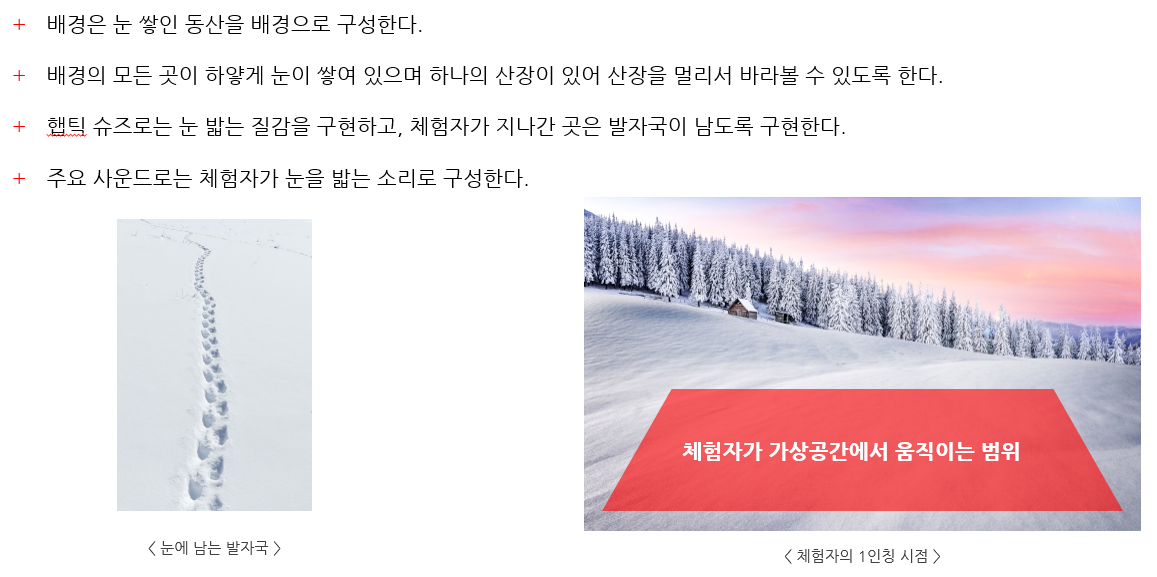 + 배경은 눈 쌓인 동산을 배경으로 구성한다.
+ 배경의 모든 곳이 하얗게 눈이 쌓여 있으며 하나의 산장이 있어 산장을 멀리서 바라볼 수 있도록 한다.
+ 햅틱 슈즈로는 눈 밟는 질감을 구현하고, 체험자가 지나간 곳은 발자국이 남도록 구현한다.
+ 주요 사운드로는 체험자가 눈을 밟는 소리로 구성한다.
체험자가 가상공간에서 움직이는 범위
< 눈에 남는 발자국 >
< 체험자의 1인칭 시점 >